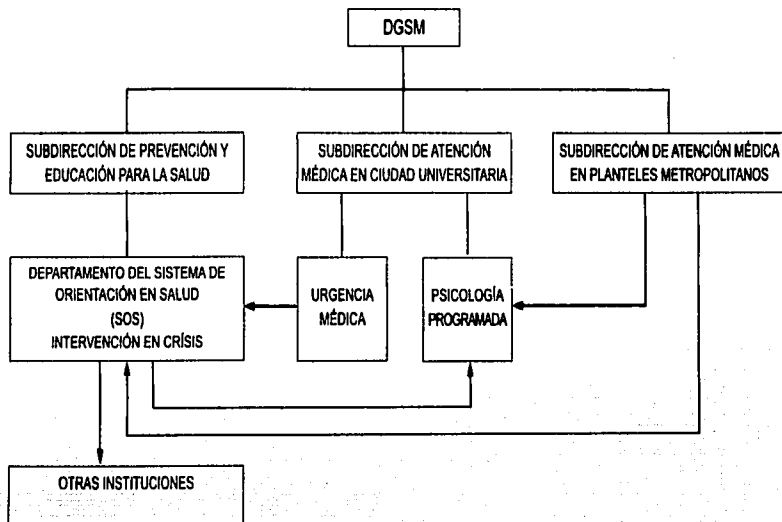 DGSM
SUBDIRECCIÓN DE PREVENCIÓN Y
EDUCACIÓN PARA LA SALUD
SUBDIRECCIÓN DE ATENCIÓN
MÉDICA EN CIUDAD UNIVERSITARIA
SUBDIRECCIÓN DE ATENCIÓN MÉDICA
EN PLANTELES METROPOLITANOS
DEPARTAMENTO DEL SISTEMA DE
ORIENTACIÓN EN SALUD
(SOS)
INTERVENCIÓN EN CRÍSIS
URGENCIA
MÉDICA
PSICOLOGÍA
PROGRAMADA
OTRAS INSTITUCIONES